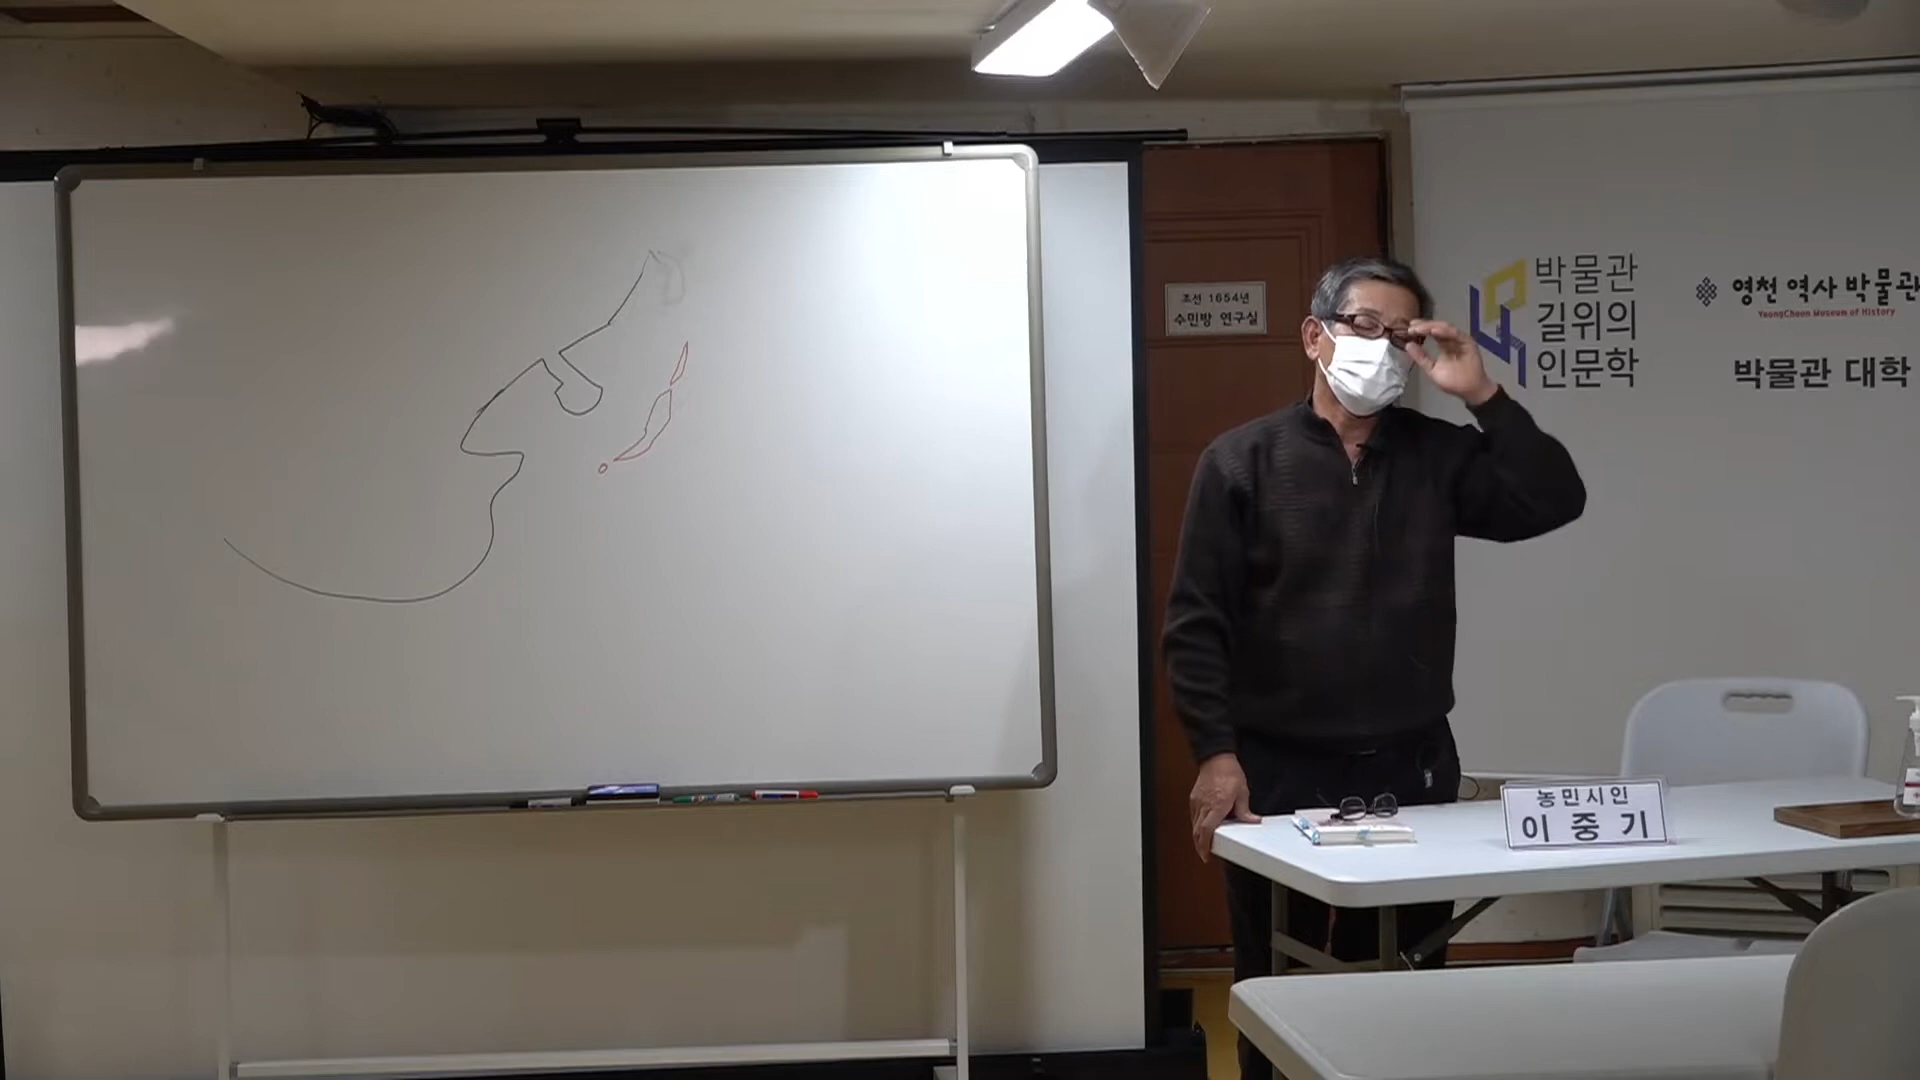 조선 1654년
수민방 연구실
박물관
길위의
인문학
영천 역사 박물관
YeongCheon Museum of History
박물관 대학
농민시인
이중기